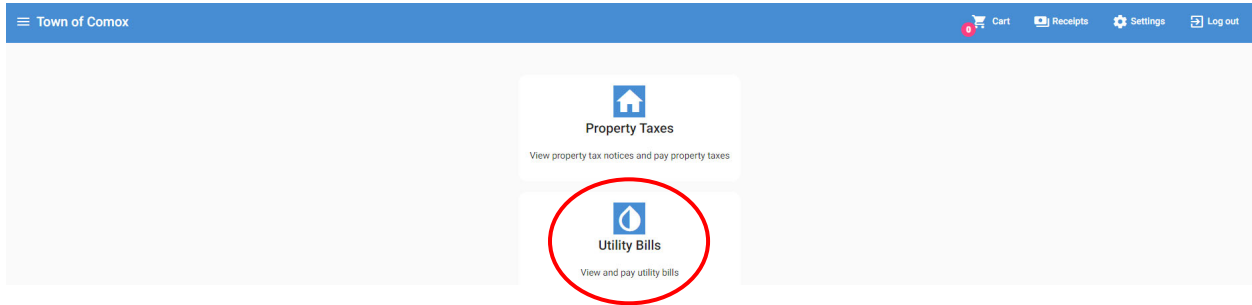 Town of Comox
0 Cart Receipts Settings Log out
Property Taxes
View property tax notices and pay property taxes
Utility Bills
View and pay utility bills